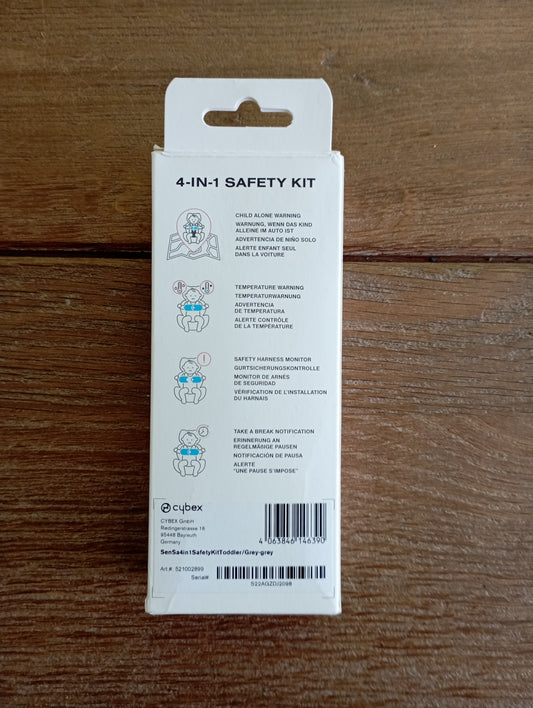 4-IN-1 SAFETY KIT
CHILD ALONE WARNING
WARNUNG, WENN DAS KIND
ALLEINE IM AUTO IST
ADVERTENCIA DE NIÑO SOLO
ALERTE ENFANT SEUL
DANS LA VOITURE
TEMPERATURE WARNING
TEMPERATURWARNUNG
ADVERTENCIA
DE TEMPERATURA
ALERTE CONTRÔLE
DE LA TEMPÉRATURE
SAFETY HARNESS MONITOR
GURTSICHERUNGSKONTROLLE
MONITOR DE ARNÉS
DE SEGURIDAD
VÉRIFICATION DE L'INSTALLATION
DU HARNAIS
TAKE A BREAK NOTIFICATION
ERINNERUNG AN
REGELMÄßIGE PAUSEN
NOTIFICACIÓN DE PAUSA
ALERTE
"UNE PAUSE S'IMPOSE"
cybex
CYBEX GmbH
Riedingerstrasse 18
95448 Bayreuth
Germany
4 063846 146390
SenSa4in1SafetyKitToddler/Grey-grey
Art.#: 521002899
Serial#
S22AGZDJ2098